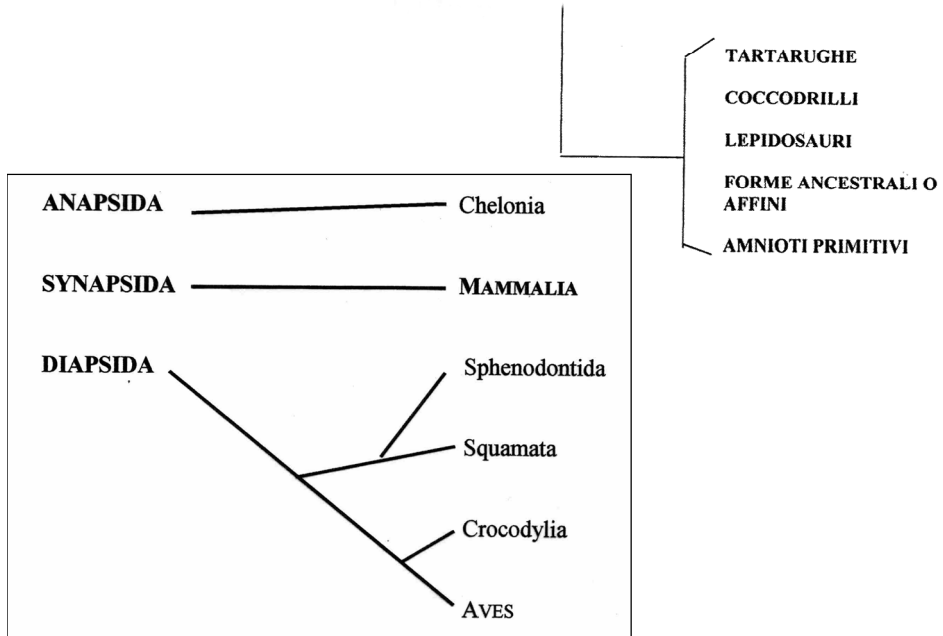 TARTARUGHE
COCCODRILLI
LEPIDOSAURI
FORME ANCESTRALI O
AFFINI
AMNIOTI PRIMITIVI
ANAPSIDA
Chelonia
SYNAPSIDA
MAMMALIA
DIAPSIDA
Sphenodontida
Squamata
Crocodylia
AVES